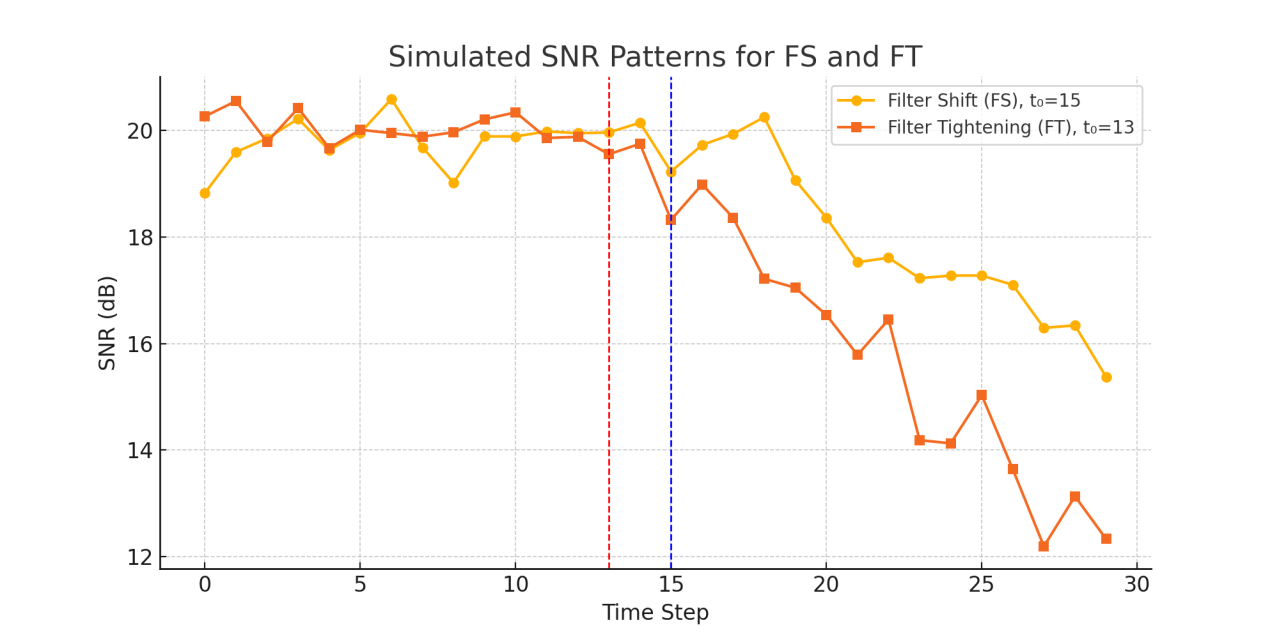 Simulated SNR Patterns for FS and FT
Filter Shift (FS), t₀=15
Filter Tightening (FT), t₀=13
SNR (dB)
20
18
16
14
12
0 5 10 15 20 25 30
Time Step